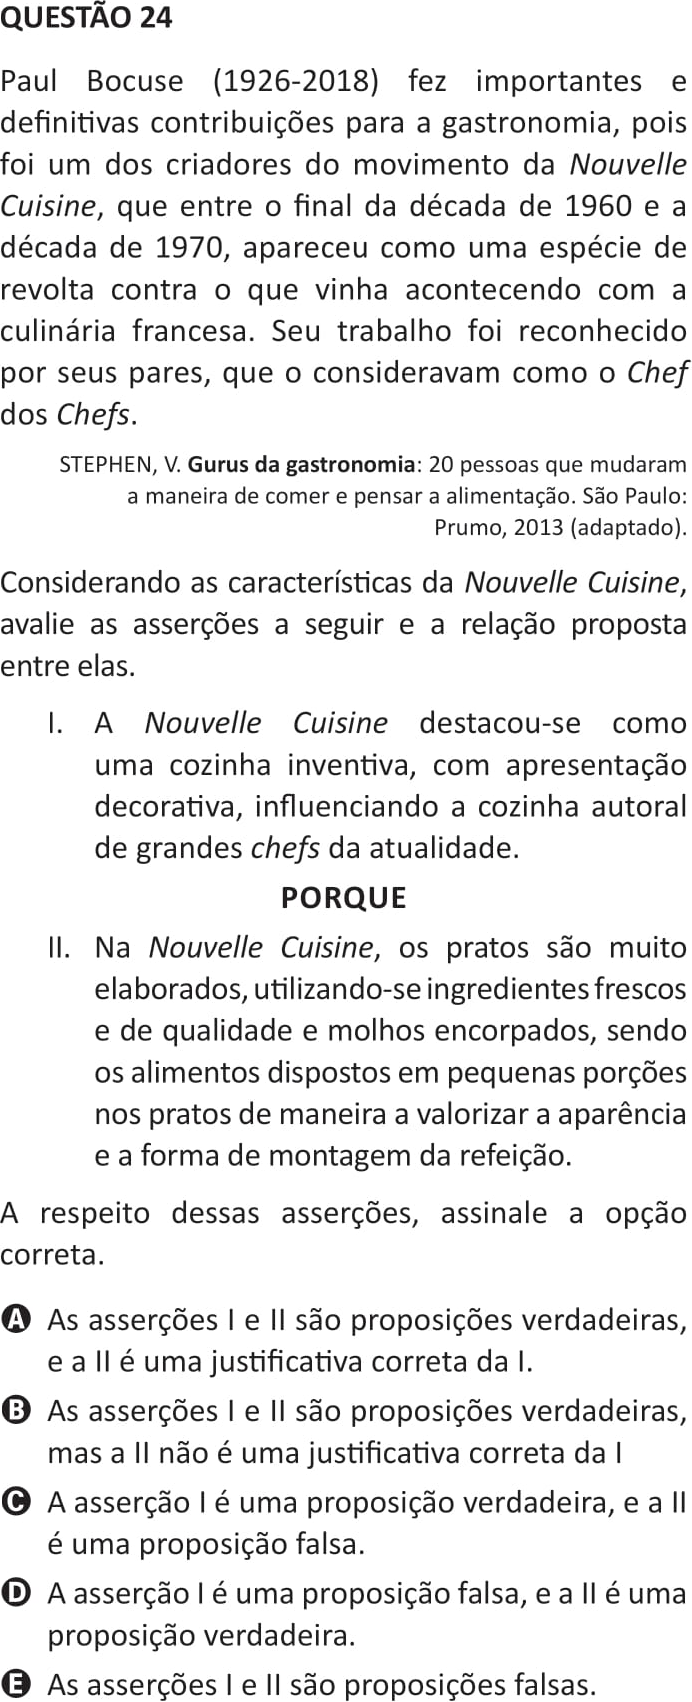 QUESTÃO 24
Paul Bocuse (1926-2018) fez importantes e
definitivas contribuições para a gastronomia, pois
foi um dos criadores do movimento da Nouvelle
Cuisine, que entre o final da década de 1960 e a
década de 1970, apareceu como uma espécie de
revolta contra o que vinha acontecendo com a
culinária francesa. Seu trabalho foi reconhecido
por seus pares, que o consideravam como o Chef
dos Chefs.
STEPHEN, V. Gurus da gastronomia: 20 pessoas que mudaram
a maneira de comer e pensar a alimentação. São Paulo:
Prumo, 2013 (adaptado).
Considerando as características da Nouvelle Cuisine,
avalie as asserções a seguir e a relação proposta
entre elas.
I. A Nouvelle Cuisine destacou-se como
uma cozinha inventiva, com apresentação
decorativa, influenciando a cozinha autoral
de grandes chefs da atualidade.
PORQUE
II. Na Nouvelle Cuisine, os pratos são muito
elaborados, utilizando-se ingredientes frescos
e de qualidade e molhos encorpados, sendo
os alimentos dispostos em pequenas porções
nos pratos de maneira a valorizar a aparência
e a forma de montagem da refeição.
A respeito dessas asserções, assinale a opção
correta.
A As asserções I e II são proposições verdadeiras,
e a II é uma justificativa correta da I.
B As asserções I e II são proposições verdadeiras,
mas a II não é uma justificativa correta da I
C A asserção I é uma proposição verdadeira, e a II
é uma proposição falsa.
D A asserção I é uma proposição falsa, e a II é uma
proposição verdadeira.
E As asserções I e II são proposições falsas.